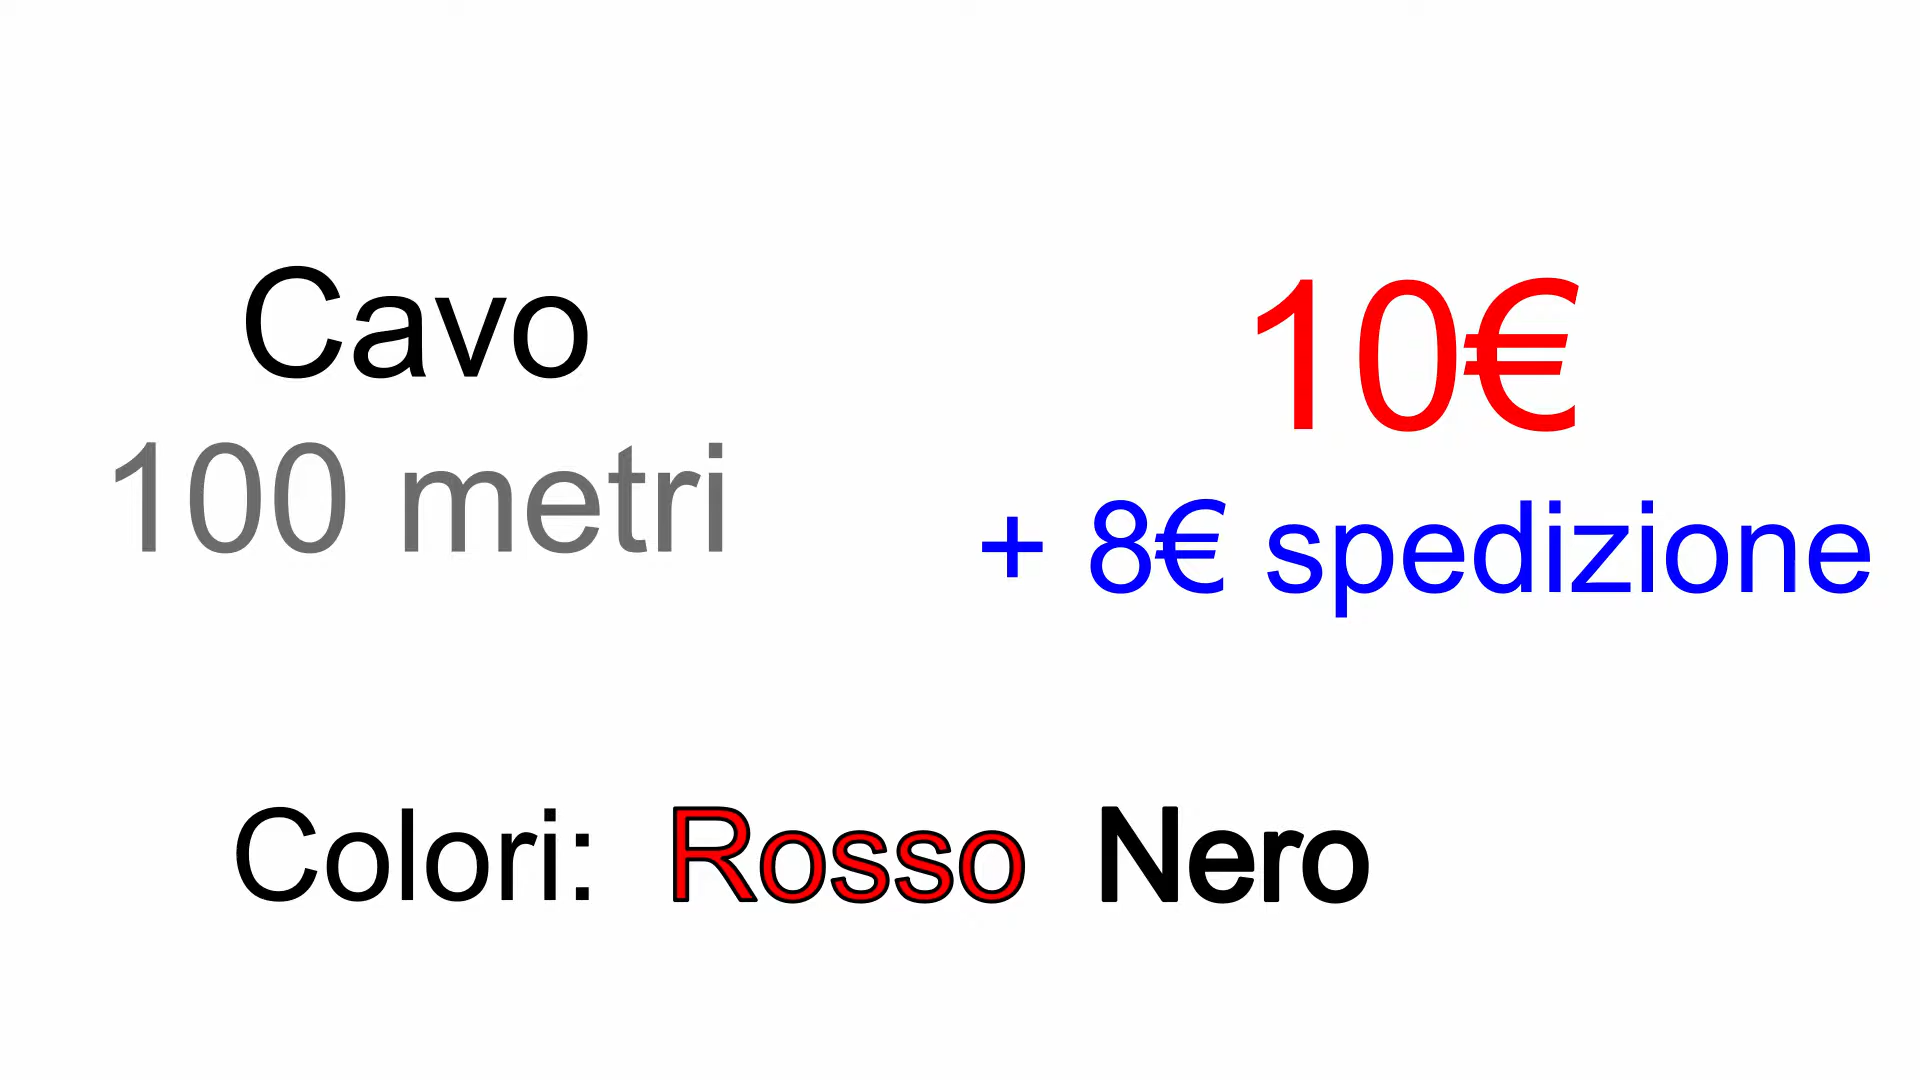 Cavo
100 metri
10€
+ 8€ spedizione
Colori: Rosso Nero